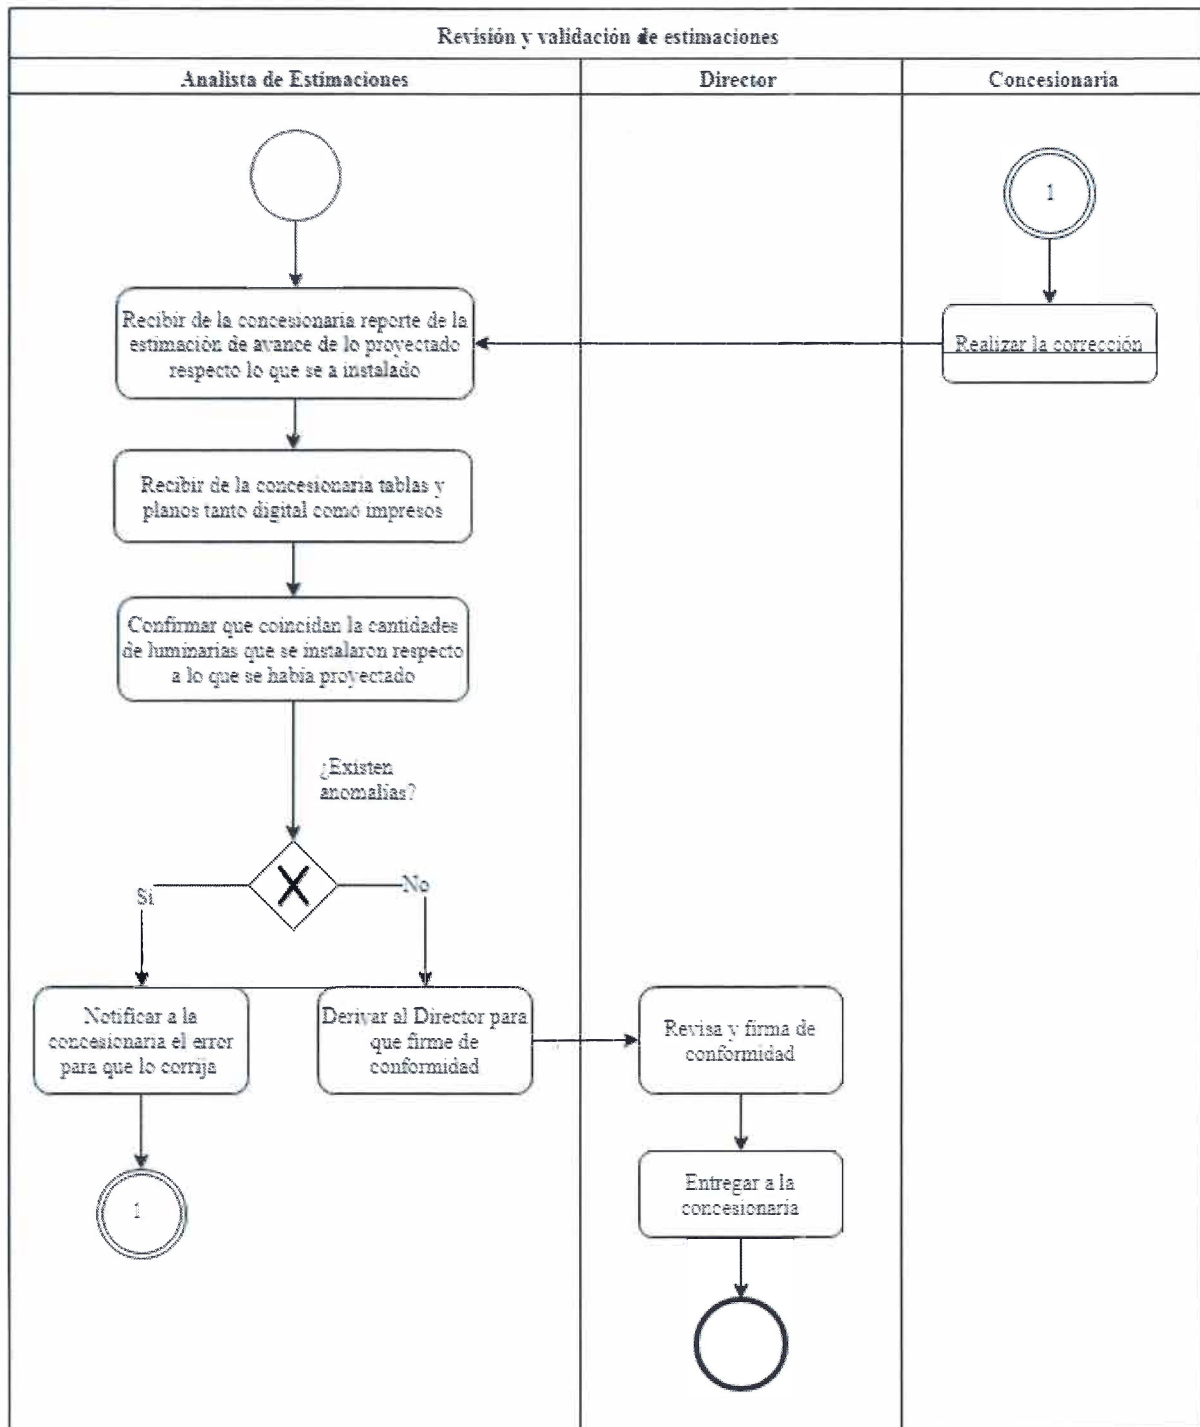 Revisión y validación de estimaciones
Analista de Estimaciones
Director
Concesionaria
1
Recibir de la concesionaria reporte de la
estimación de avance de lo proyectado
respecto lo que se a instalado
Realizar la corrección
Recibir de la concesionaria tablas y
planos tanto digital como impresos
Confirmar que coincidan la cantidades
de luminarias que se instalaron respecto
a lo que se había proyectado
¿Existen
anomalías?
Sí
No
Notificar a la
concesionaria el error
para que lo corrija
Derivar al Director para
que firme de
conformidad
Revisa y firma de
conformidad
1
Entregar a la
concesionaria